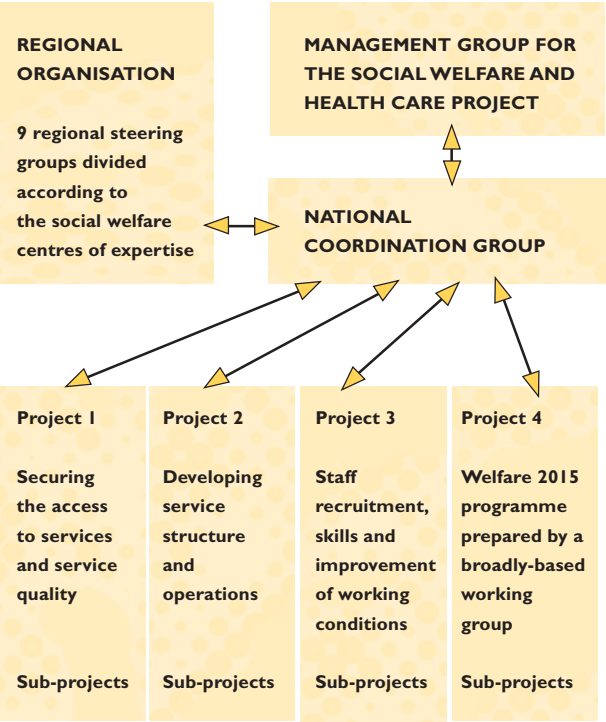 REGIONAL
ORGANISATION
9 regional steering
groups divided
according to
the social welfare
centres of expertise
MANAGEMENT GROUP FOR
THE SOCIAL WELFARE AND
HEALTH CARE PROJECT
NATIONAL
COORDINATION GROUP
Project 1
Securing
the access
to services
and service
quality
Sub-projects
Project 2
Developing
service
structure
and
operations
Sub-projects
Project 3
Staff
recruitment,
skills and
improvement
of working
conditions
Sub-projects
Project 4
Welfare 2015
programme
prepared by a
broadly-based
working
group
Sub-projects